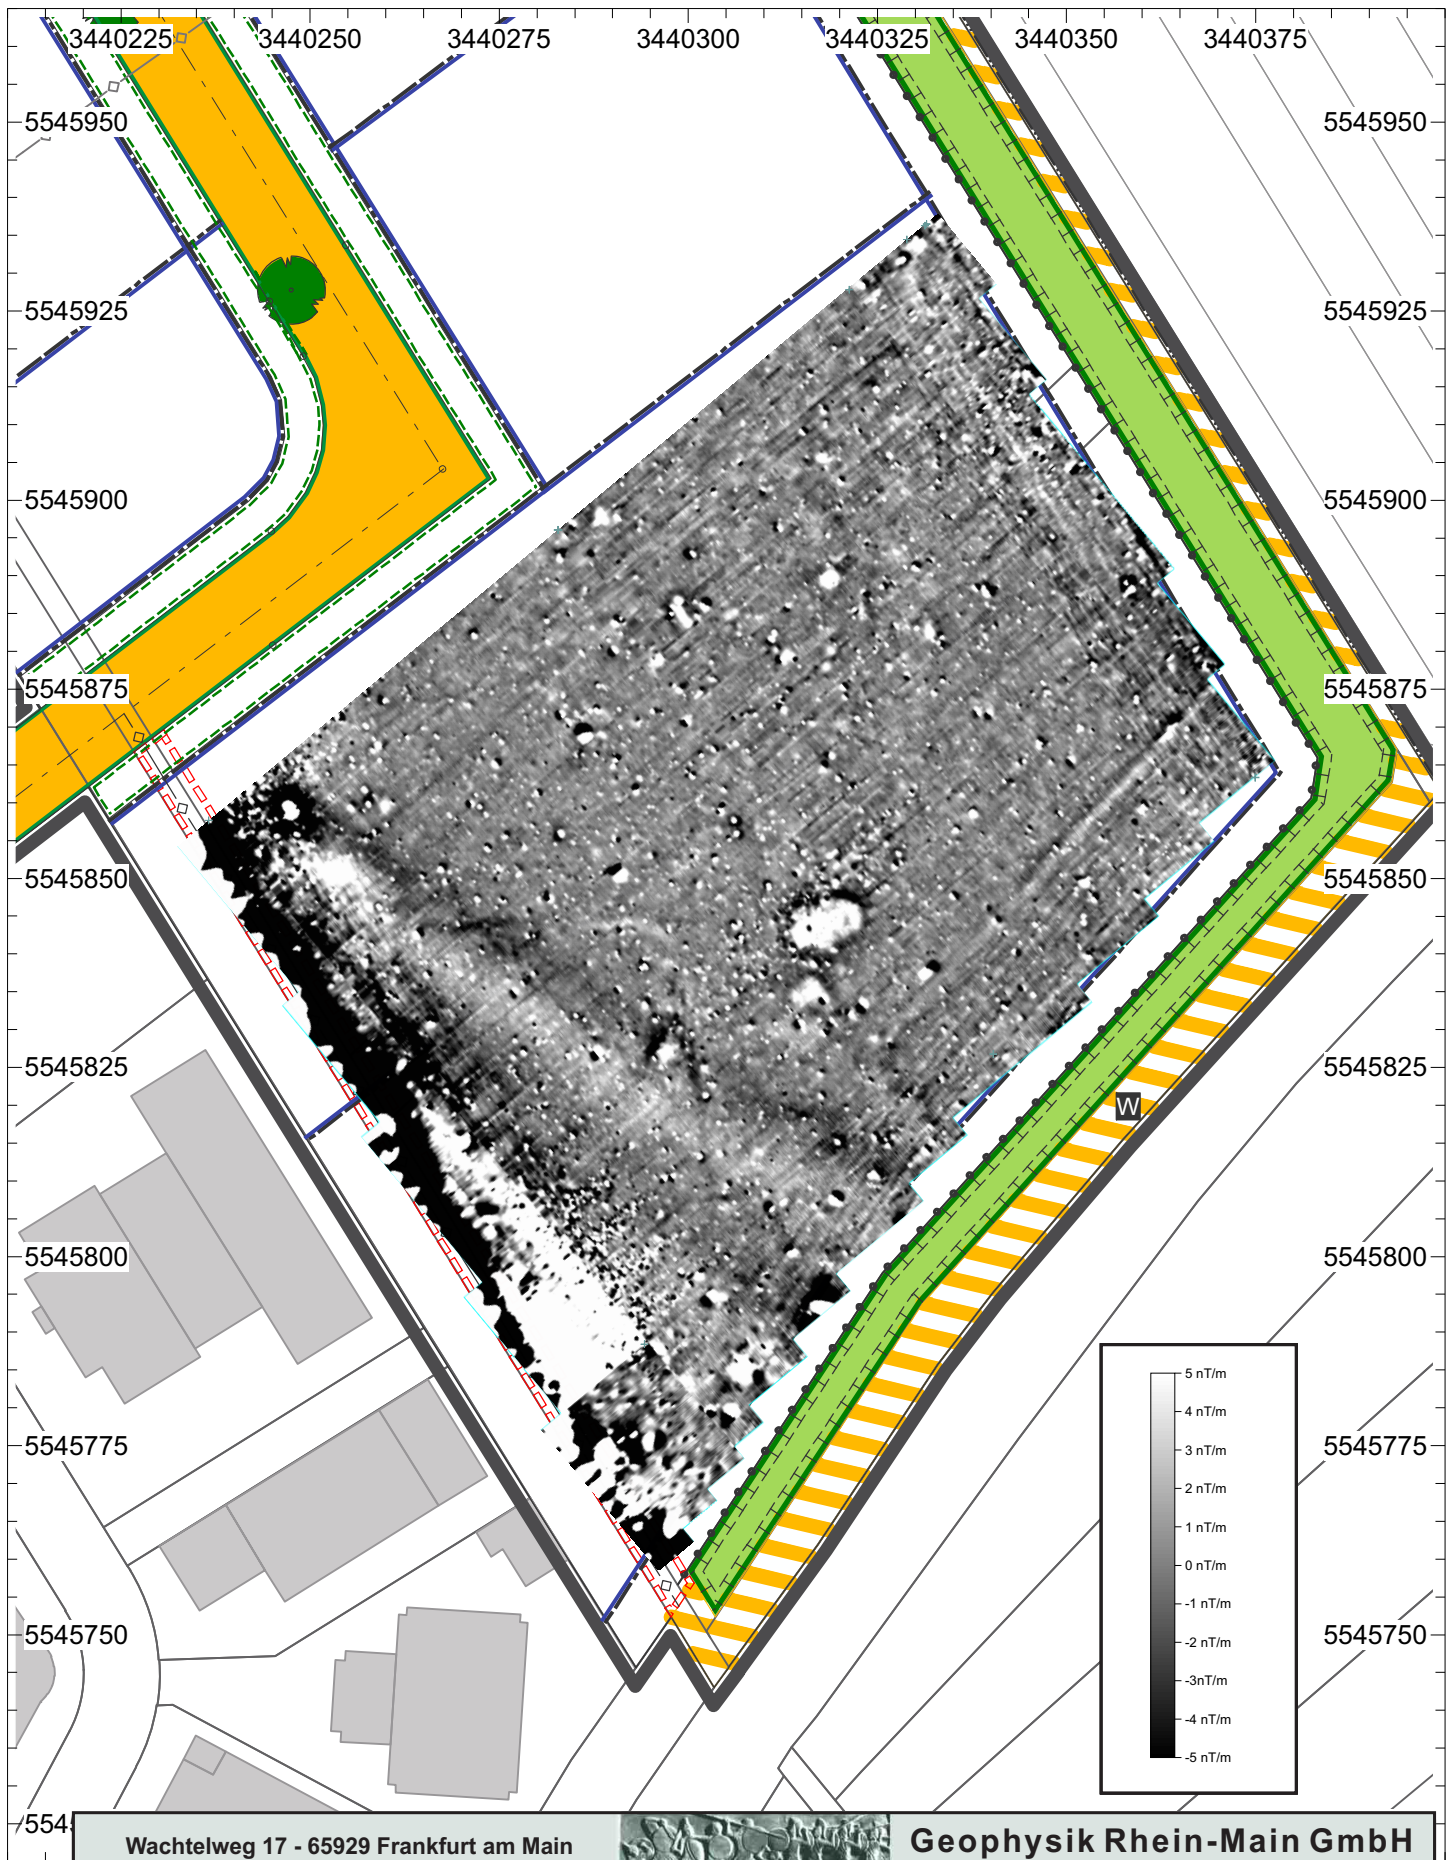 3440225 3440250 3440275 3440300 3440325 3440350 3440375
5545950 5545950
5545925 5545925
5545900 5545900
5545875 5545875
5545850 5545850
5545825 5545825
W
5545800 5545800
5545775 5545775
5545750 5545750
5 nT/m
4 nT/m
3 nT/m
2 nT/m
1 nT/m
0 nT/m
-1 nT/m
-2 nT/m
-3nT/m
-4 nT/m
-5 nT/m
Wachtelweg 17 - 65929 Frankfurt am Main
Geophysik Rhein-Main GmbH